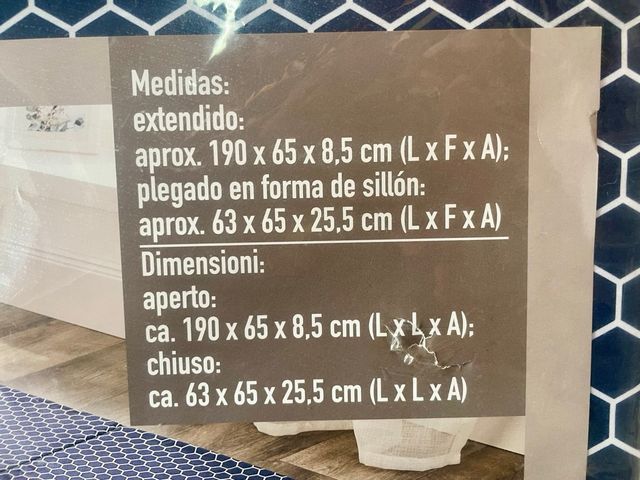 Medidas:
extendido:
aprox. 190 x 65 x 8,5 cm (L x F x A);
plegado en forma de sillón:
aprox. 63 x 65 x 25,5 cm (L x F x A)
Dimensioni:
aperto:
ca. 190 x 65 x 8,5 cm (L x L x A);
chiuso:
ca. 63 x 65 x 25,5 cm (L x L x A)